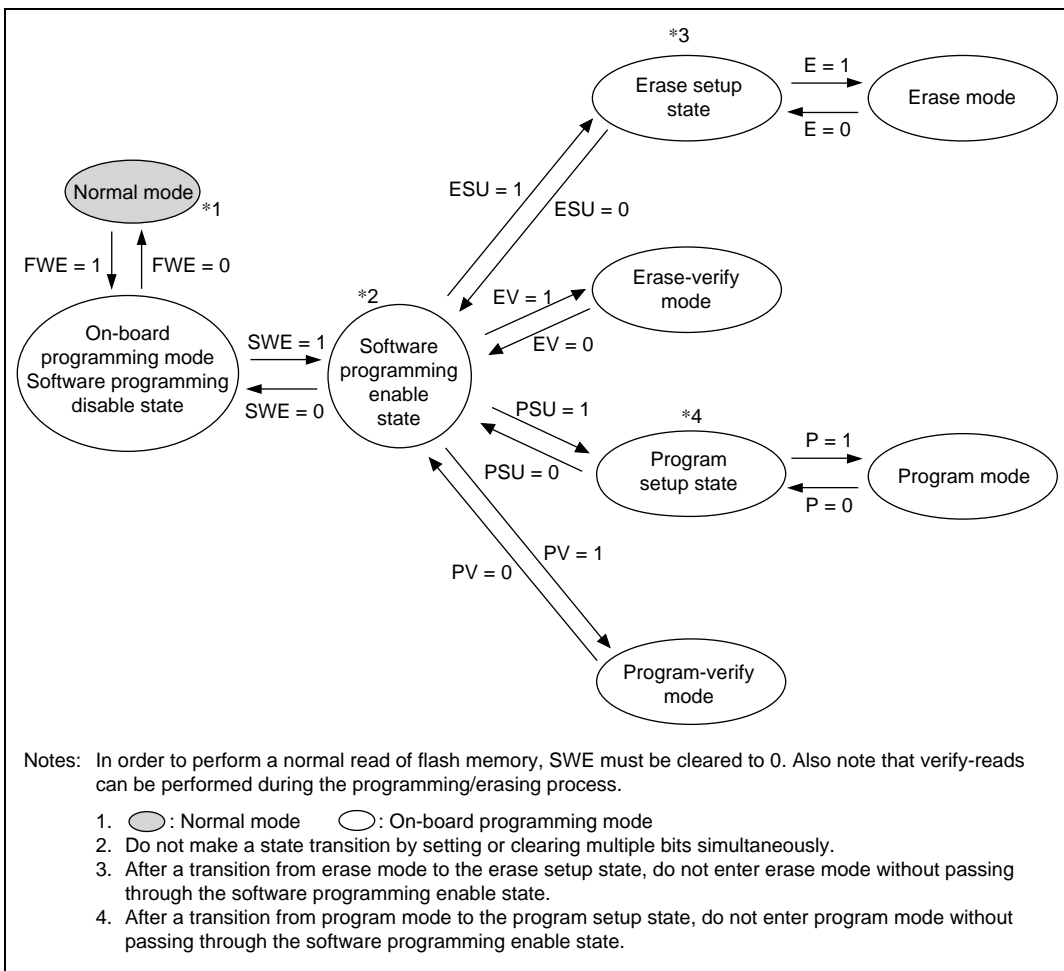 *3
Erase setup
state
E = 1
E = 0
Erase mode
Normal mode
*1
ESU = 1
ESU = 0
FWE = 1
FWE = 0
Erase-verify
mode
*2
EV = 1
EV = 0
On-board
programming mode
Software programming
disable state
SWE = 1
SWE = 0
Software
programming
enable
state
PSU = 1
PSU = 0
*4
Program
setup state
P = 1
P = 0
Program mode
PV = 1
PV = 0
Program-verify
mode
Notes: In order to perform a normal read of flash memory, SWE must be cleared to 0. Also note that verify-reads
can be performed during the programming/erasing process.
1. : Normal mode : On-board programming mode
2. Do not make a state transition by setting or clearing multiple bits simultaneously.
3. After a transition from erase mode to the erase setup state, do not enter erase mode without passing
through the software programming enable state.
4. After a transition from program mode to the program setup state, do not enter program mode without
passing through the software programming enable state.